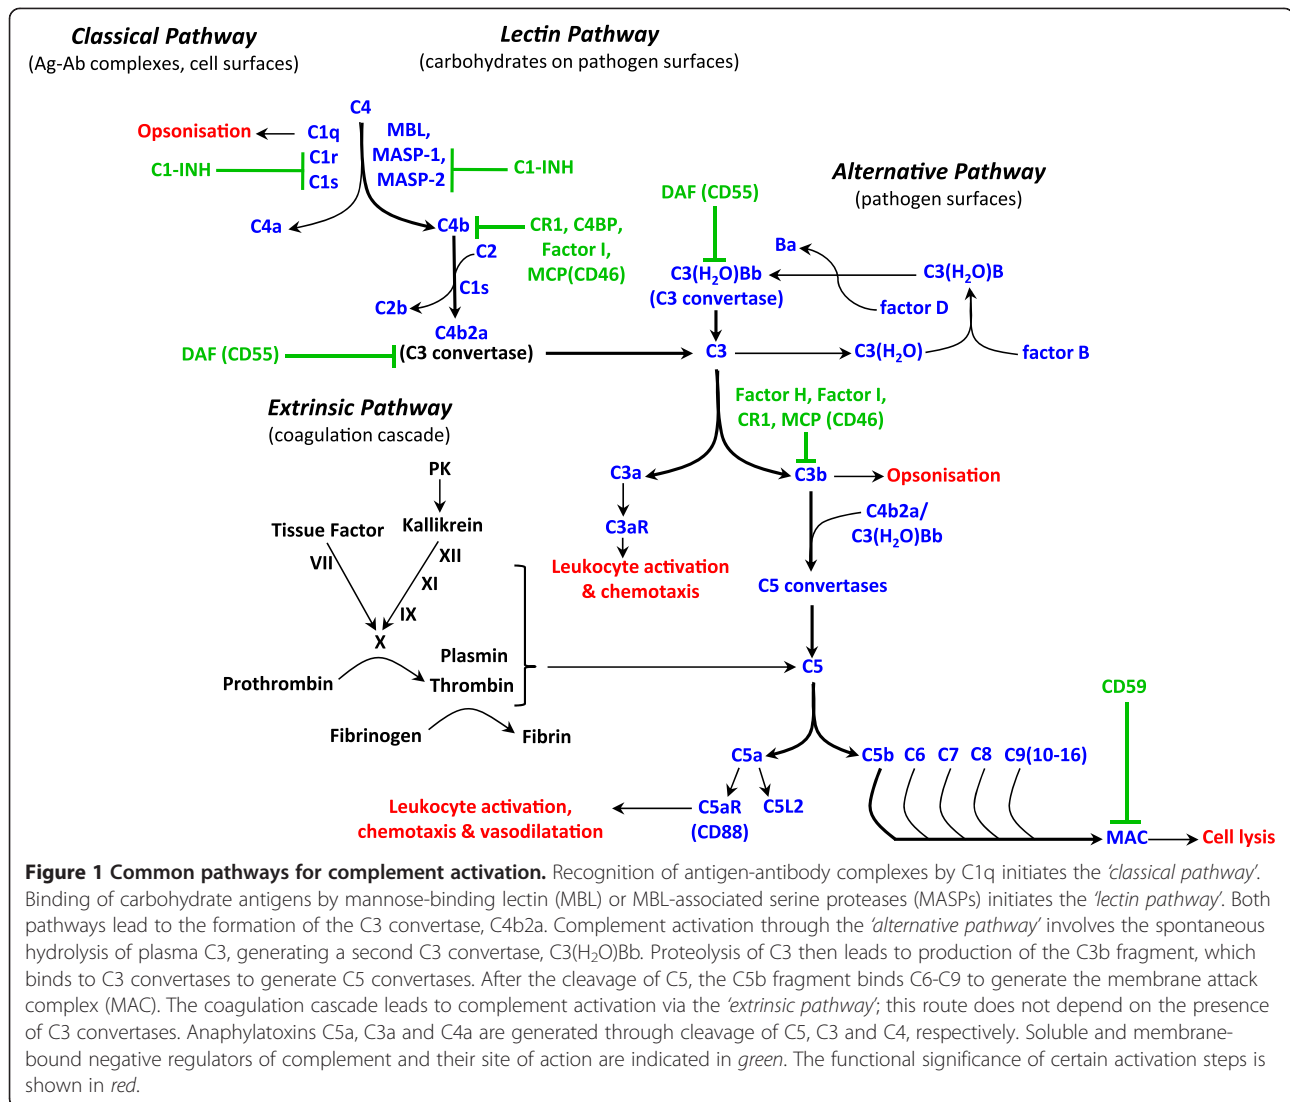 Classical Pathway
(Ag-Ab complexes, cell surfaces)
Lectin Pathway
(carbohydrates on pathogen surfaces)
C4
Opsonisation
C1q
C1r
C1s
C1-INH
MBL,
MASP-1,
MASP-2
C1-INH
C4a
C4b
CR1, C4BP,
Factor I,
MCP(CD46)
C2
C1s
C2b
C4b2a
(C3 convertase)
DAF (CD55)
Alternative Pathway
(pathogen surfaces)
DAF (CD55)
Ba
C3(H₂O)Bb
(C3 convertase)
C3(H₂O)B
factor D
C3
C3(H₂O)
factor B
Factor H, Factor I,
CR1, MCP (CD46)
C3a
C3b
Opsonisation
C3aR
Leukocyte activation
& chemotaxis
C4b2a/
C3(H₂O)Bb
C5 convertases
Extrinsic Pathway
(coagulation cascade)
PK
Tissue Factor
Kallikrein
VII
XII
XI
IX
X
Prothrombin
Plasmin
Thrombin
Fibrinogen
Fibrin
C5
CD59
C5a
C5b
C6
C7
C8
C9(10-16)
C5aR
(CD88)
C5L2
Leukocyte activation,
chemotaxis & vasodilatation
MAC
Cell lysis
Figure 1 Common pathways for complement activation. Recognition of antigen-antibody complexes by C1q initiates the 'classical pathway'.
Binding of carbohydrate antigens by mannose-binding lectin (MBL) or MBL-associated serine proteases (MASPs) initiates the 'lectin pathway'. Both
pathways lead to the formation of the C3 convertase, C4b2a. Complement activation through the 'alternative pathway' involves the spontaneous
hydrolysis of plasma C3, generating a second C3 convertase, C3(H₂O)Bb. Proteolysis of C3 then leads to production of the C3b fragment, which
binds to C3 convertases to generate C5 convertases. After the cleavage of C5, the C5b fragment binds C6-C9 to generate the membrane attack
complex (MAC). The coagulation cascade leads to complement activation via the 'extrinsic pathway'; this route does not depend on the presence
of C3 convertases. Anaphylatoxins C5a, C3a and C4a are generated through cleavage of C5, C3 and C4, respectively. Soluble and membrane-
bound negative regulators of complement and their site of action are indicated in green. The functional significance of certain activation steps is
shown in red.